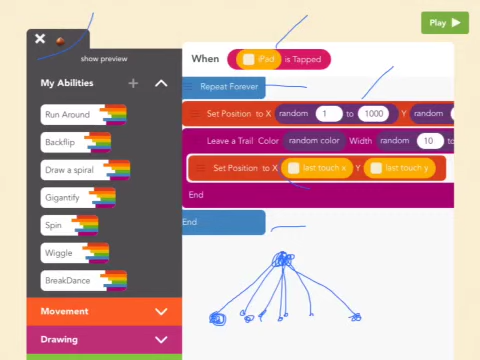 Play
show preview
When iPad is Tapped
My Abilities +
Repeat Forever
Run Around
Set Position to X random 1 to 1000 Y random
Backflip
Leave a Trail Color random color Width random 10 to
Draw a spiral
Set Position to X last touch x Y last touch y
Gigantify
End
Spin
End
Wiggle
BreakDance
Movement
Drawing